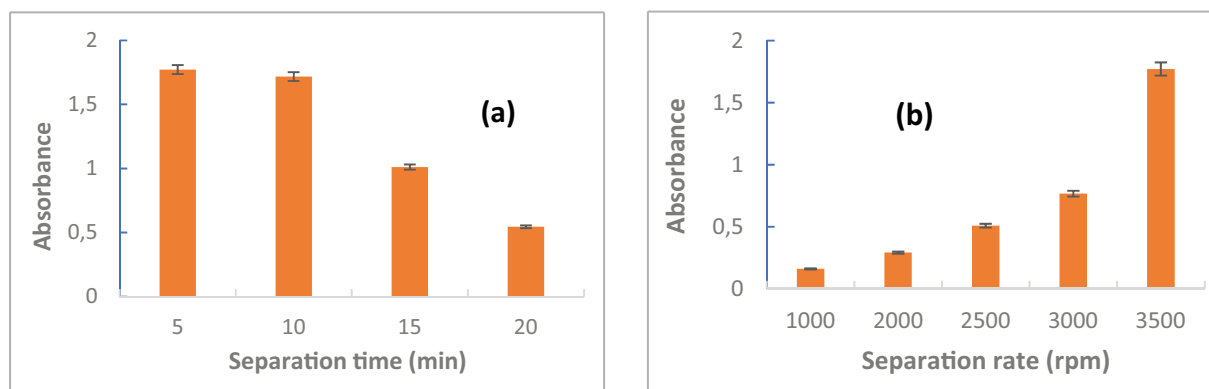 2
1,5
1
0,5
0
Absorbance
(a)
5 10 15 20
Separation time (min)
2
1,5
1
0,5
0
Absorbance
(b)
1000 2000 2500 3000 3500
Separation rate (rpm)